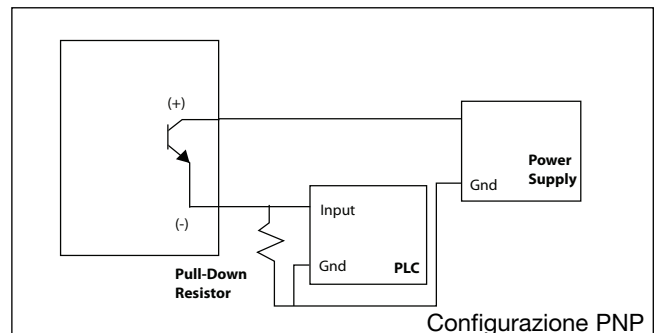 (+)
Power
Supply
Gnd
Input
(-)
Gnd
PLC
Pull-Down
Resistor
Configurazione PNP